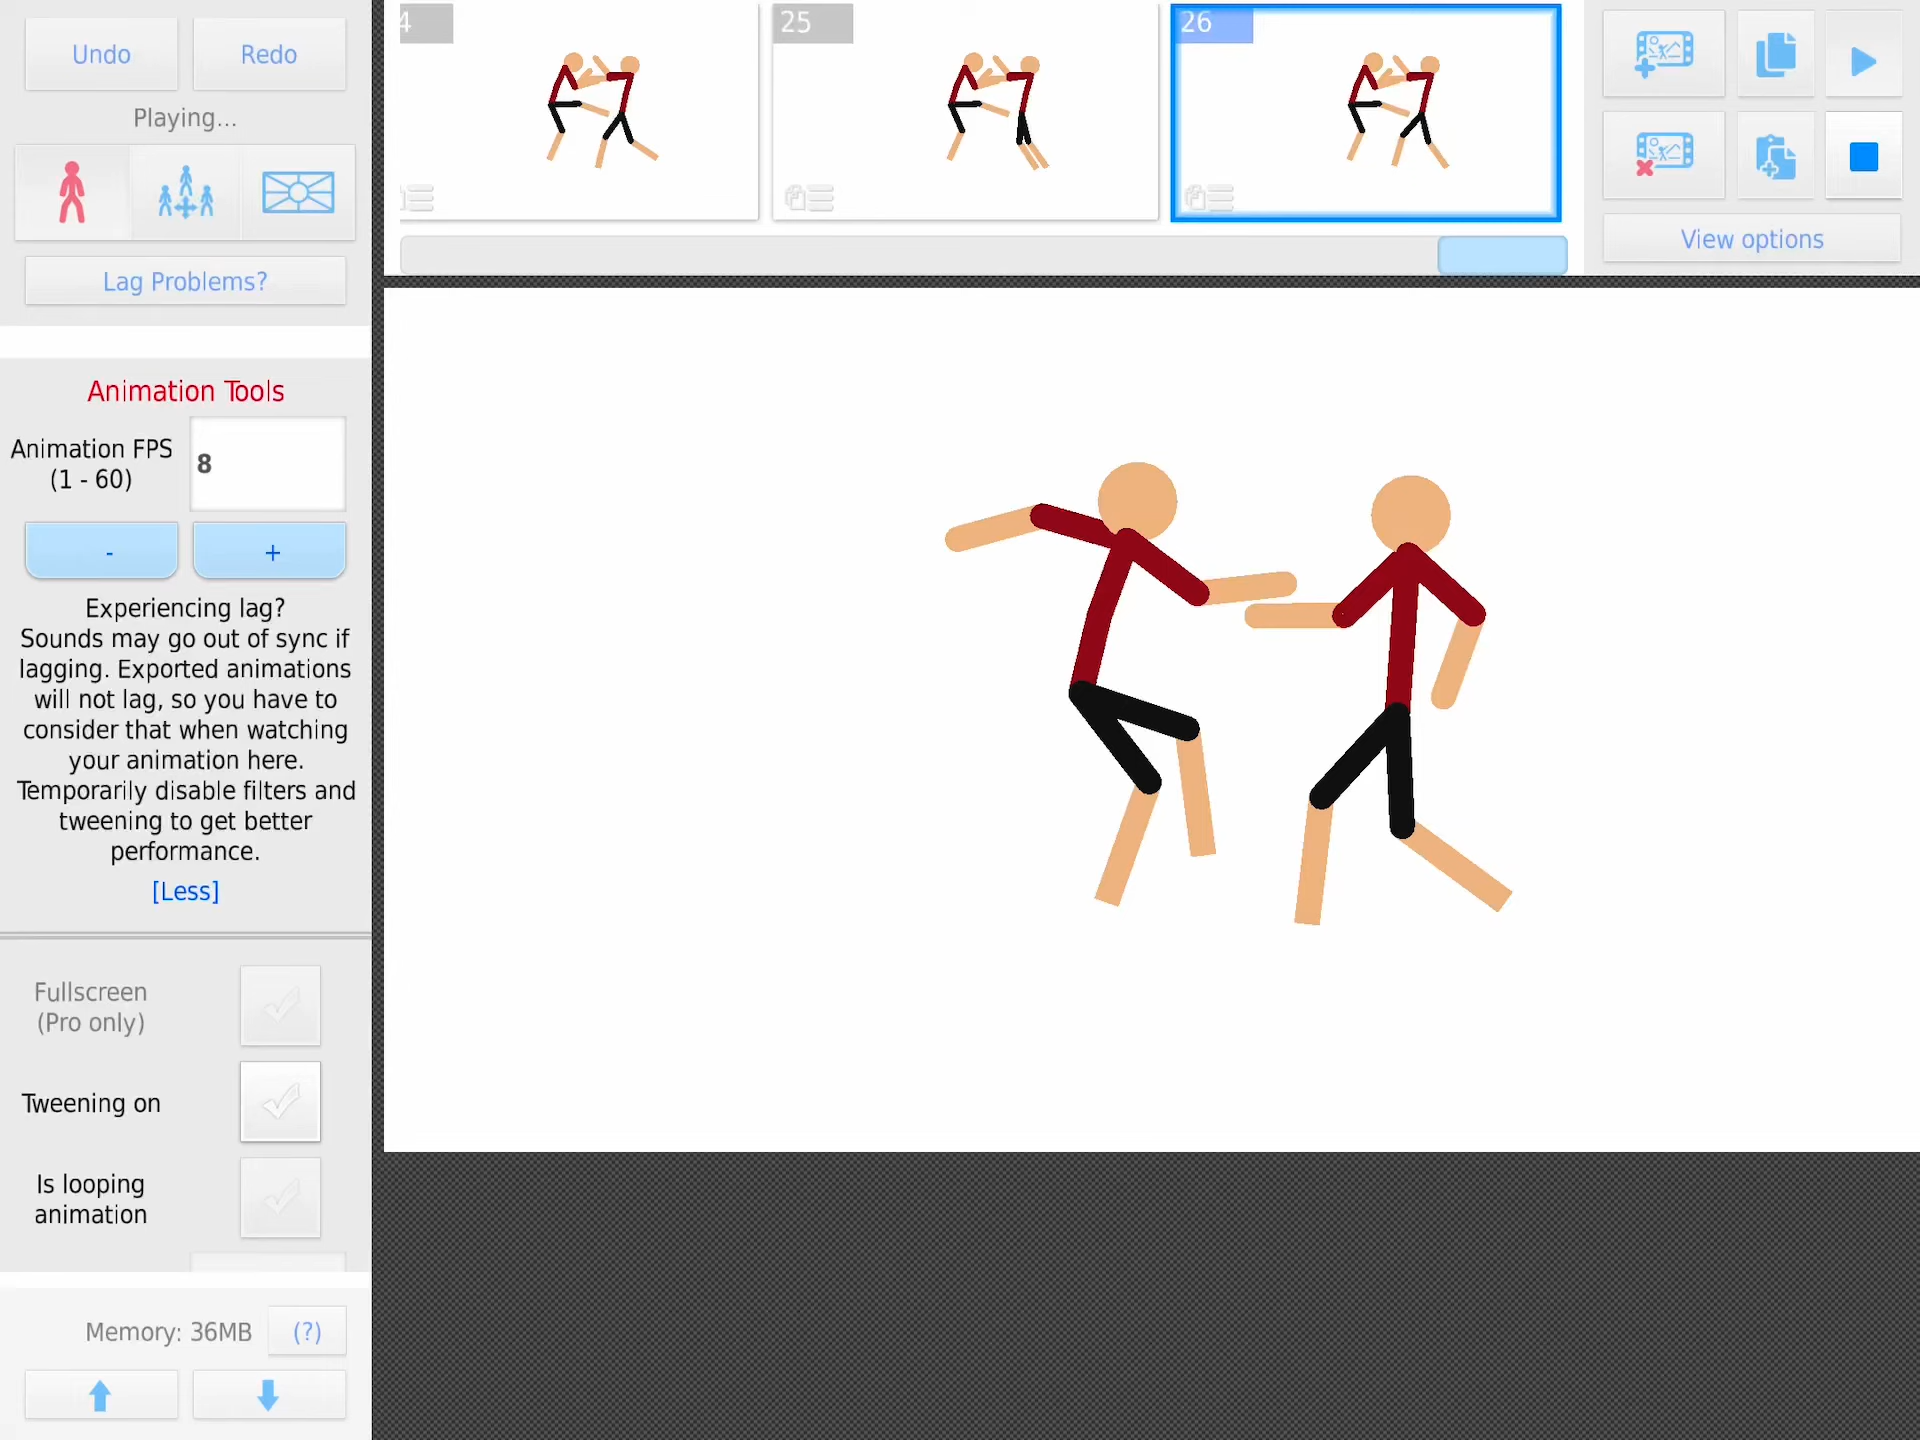 Undo
Redo
Playing...
Lag Problems?
4
25
26
View options
Animation Tools
Animation FPS
(1 - 60)
8
-
+
Experiencing lag?
Sounds may go out of sync if
lagging. Exported animations
will not lag, so you have to
consider that when watching
your animation here.
Temporarily disable filters and
tweening to get better
performance.
[Less]
Fullscreen
(Pro only)
Tweening on
Is looping
animation
Memory: 36MB
(?)